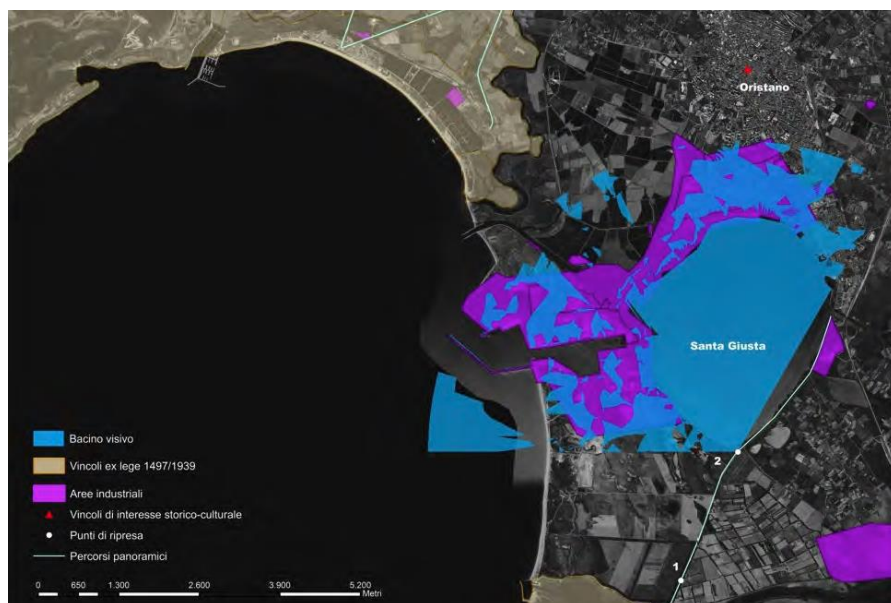 Oristano
Santa Giusta
2
1
Bacino visivo
Vincoli ex lege 1497/1939
Aree industriali
Vincoli di interesse storico-culturale
Punti di ripresa
Percorsi panoramici
0 650 1.300 2.600 3.900 5.200
Metri